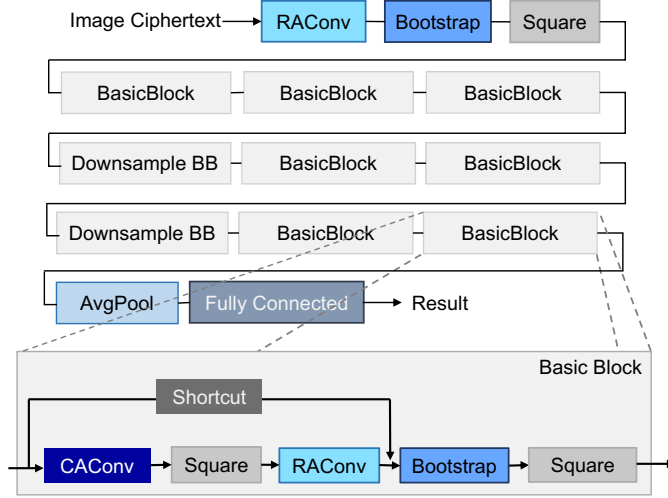 Image Ciphertext RAConv Bootstrap Square
BasicBlock BasicBlock BasicBlock
Downsample BB BasicBlock BasicBlock
Downsample BB BasicBlock BasicBlock
AvgPool Fully Connected Result
Basic Block
Shortcut
CAConv Square RAConv Bootstrap Square